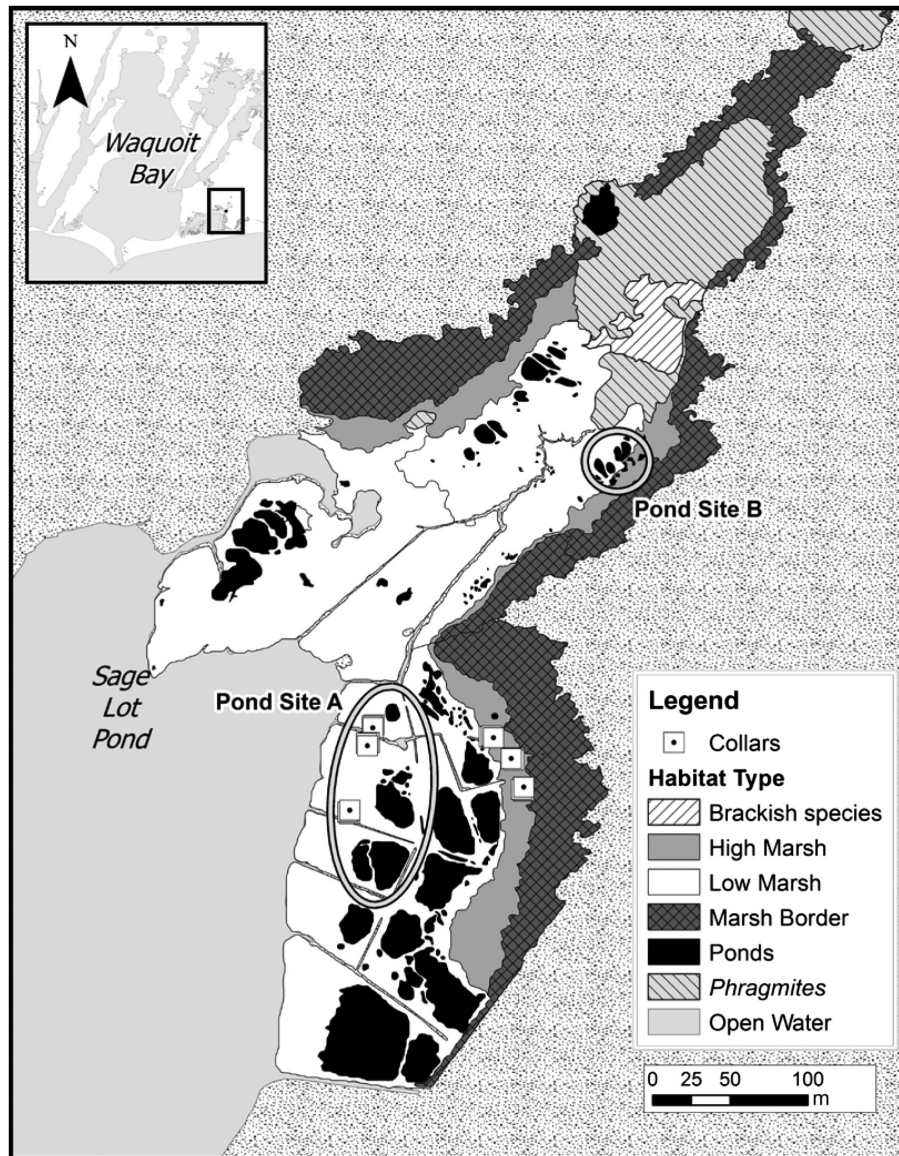 N
Waquoit
Bay
Pond Site B
Sage
Lot
Pond
Pond Site A
Legend
Collars
Habitat Type
Brackish species
High Marsh
Low Marsh
Marsh Border
Ponds
Phragmites
Open Water
0 25 50 100
m